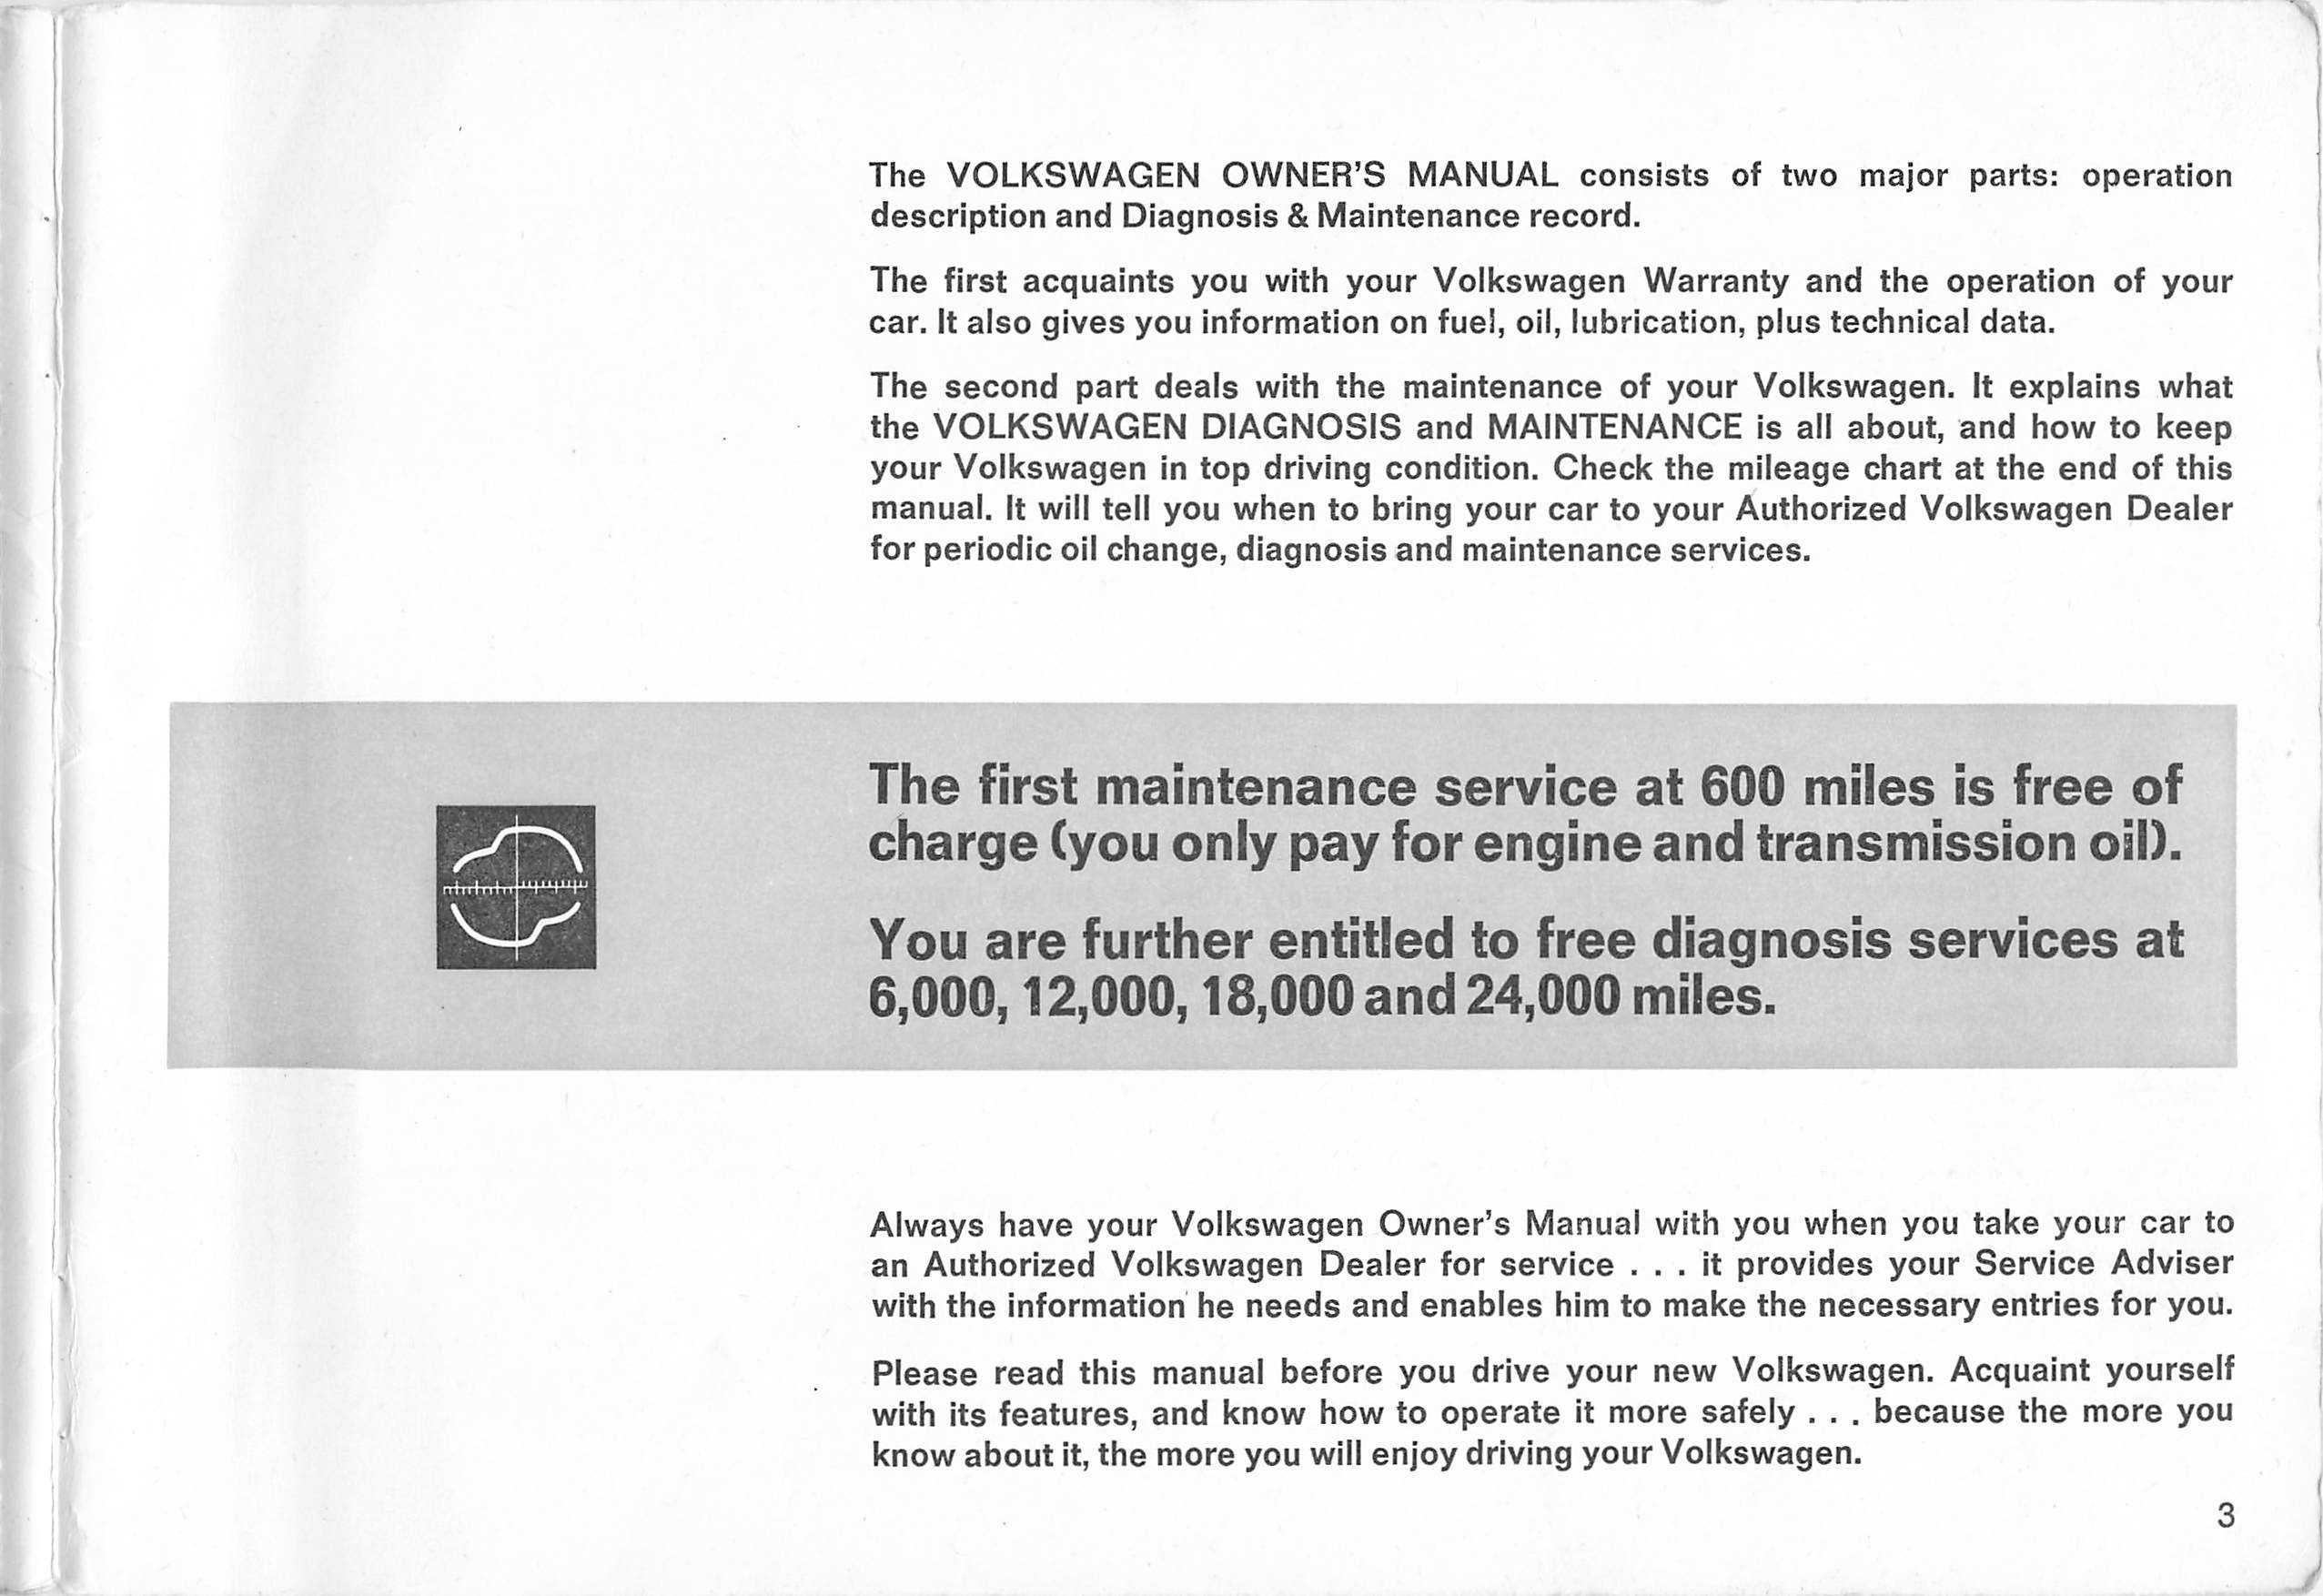 The VOLKSWAGEN OWNER'S MANUAL consists of two major parts: operation
description and Diagnosis & Maintenance record.
The first acquaints you with your Volkswagen Warranty and the operation of your
car. It also gives you information on fuel, oil, lubrication, plus technical data.
The second part deals with the maintenance of your Volkswagen. It explains what
the VOLKSWAGEN DIAGNOSIS and MAINTENANCE is all about, and how to keep
your Volkswagen in top driving condition. Check the mileage chart at the end of this
manual. It will tell you when to bring your car to your Authorized Volkswagen Dealer
for periodic oil change, diagnosis and maintenance services.
The first maintenance service at 600 miles is free of
charge (you only pay for engine and transmission oil).
You are further entitled to free diagnosis services at
6,000, 12,000, 18,000 and 24,000 miles.
Always have your Volkswagen Owner's Manual with you when you take your car to
an Authorized Volkswagen Dealer for service . . . it provides your Service Adviser
with the information he needs and enables him to make the necessary entries for you.
Please read this manual before you drive your new Volkswagen. Acquaint yourself
with its features, and know how to operate it more safely . . . because the more you
know about it, the more you will enjoy driving your Volkswagen.
3